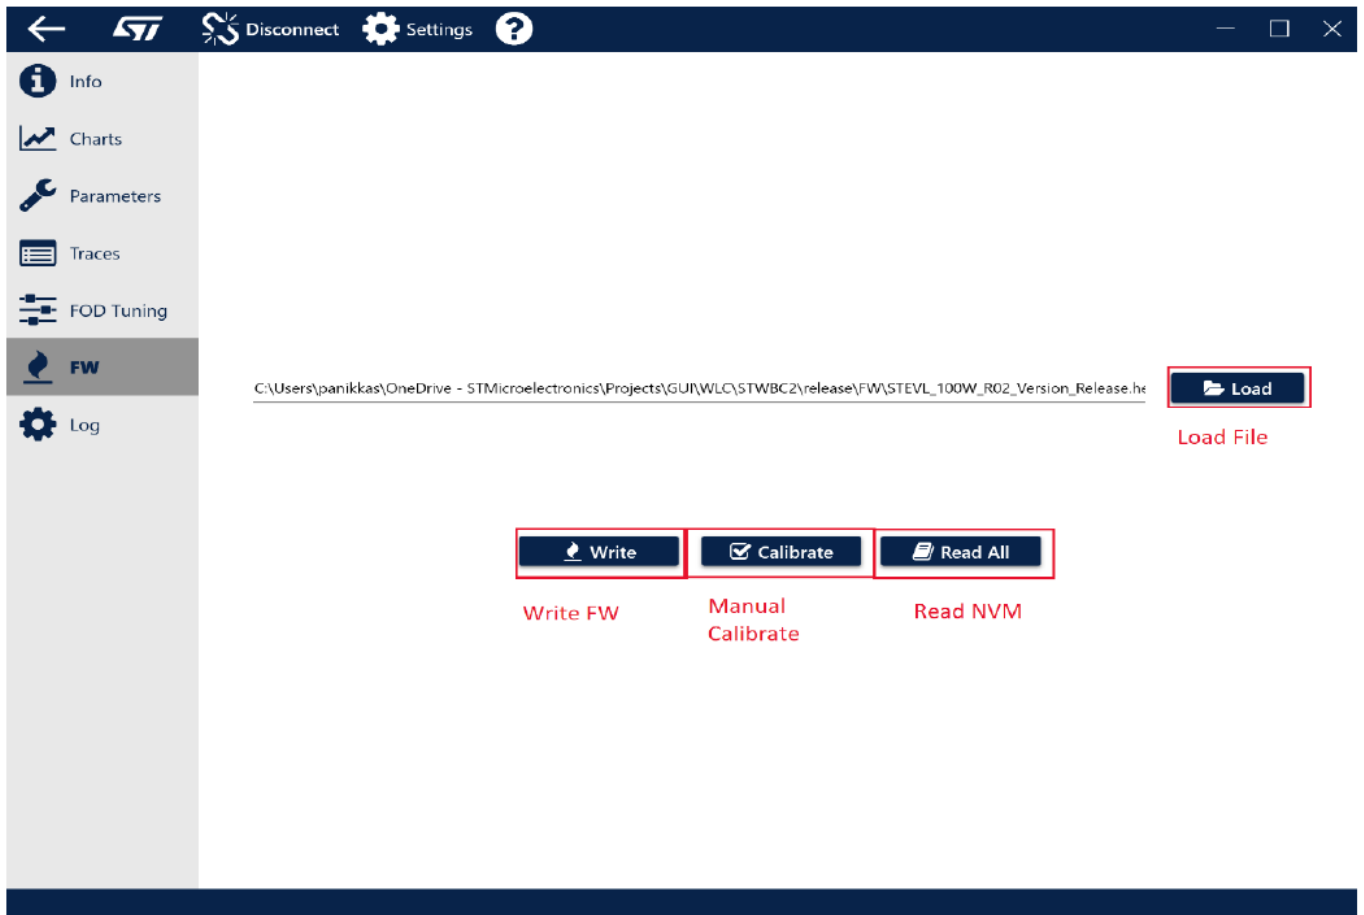 ST Disconnect Settings ?
Info
Charts
Parameters
Traces
FOD Tuning
FW
Log
C:\Users\panikkas\OneDrive - STMicroelectronics\Projects\GUI\WLC\STWBC2\release\FW\STEVL_100W_R02_Version_Release.he
Load
Load File
Write Calibrate Read All
Write FW
Manual
Calibrate
Read NVM